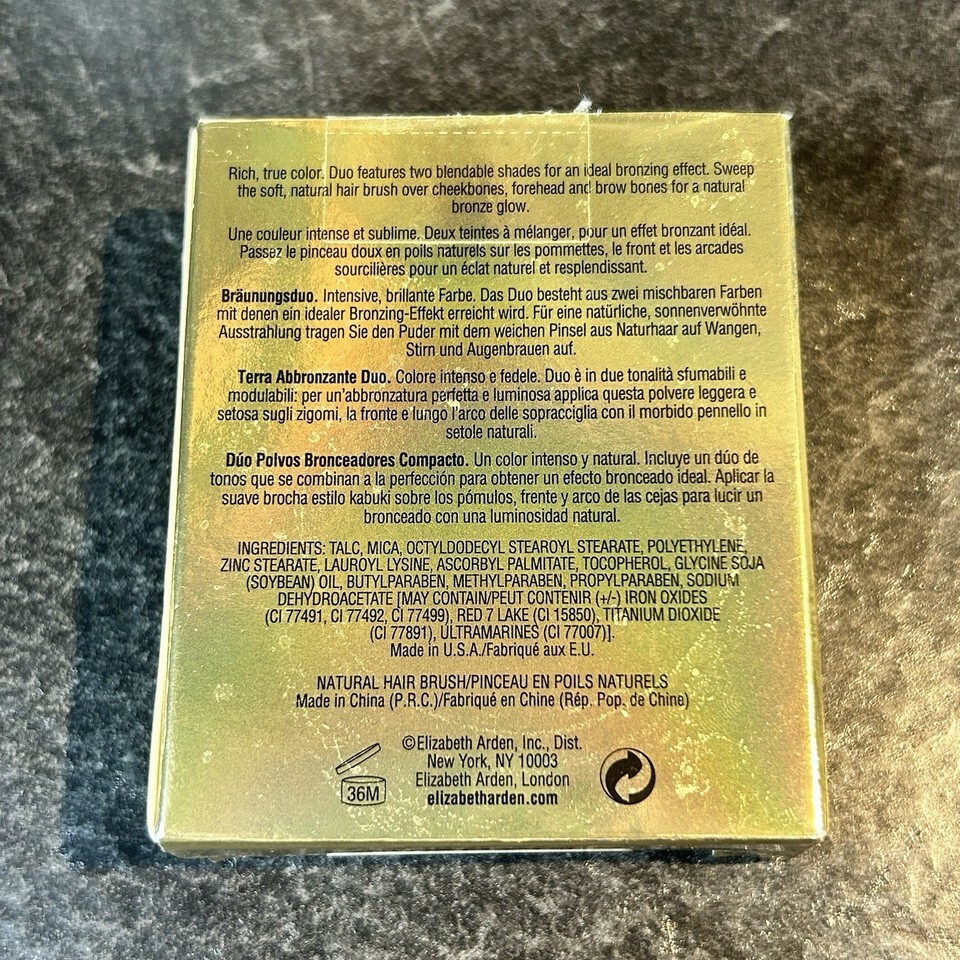 Rich, true color. Duo features two blendable shades for an ideal bronzing effect. Sweep
the soft, natural hair brush over cheekbones, forehead and brow bones for a natural
bronze glow.
Une couleur intense et sublime. Deux teintes à mélanger, pour un effet bronzant idéal.
Passez le pinceau doux en poils naturels sur les pommettes, le front et les arcades
sourcilières pour un éclat naturel et resplendissant.
Bräunungsduo. Intensive, brillante Farbe. Das Duo besteht aus zwei mischbaren Farben
mit denen ein idealer Bronzing-Effekt erreicht wird. Für eine natürliche, sonnenverwöhnte
Ausstrahlung tragen Sie den Puder mit dem weichen Pinsel aus Naturhaar auf Wangen,
Stirn und Augenbrauen auf.
Terra Abbronzante Duo. Colore intenso e fedele. Duo è in due tonalità sfumabili e
modulabili: per un'abbronzatura perfetta e luminosa applica questa polvere leggera e
setosa sugli zigomi, la fronte e lungo l'arco delle sopracciglia con il morbido pennello in
setole naturali.
Dúo Polvos Bronceadores Compacto. Un color intenso y natural. Incluye un dúo de
tonos que se combinan a la perfección para obtener un efecto bronceado ideal. Aplicar la
suave brocha estilo kabuki sobre los pómulos, frente y arco de las cejas para lucir un
bronceado con una luminosidad natural.
INGREDIENTS: TALC, MICA, OCTYLDODECYL STEAROYL STEARATE, POLYETHYLENE,
ZINC STEARATE, LAUROYL LYSINE, ASCORBYL PALMITATE, TOCOPHEROL, GLYCINE SOJA
(SOYBEAN) OIL, BUTYLPARABEN, METHYLPARABEN, PROPYLPARABEN, SODIUM
DEHYDROACETATE [MAY CONTAIN/PEUT CONTENIR (+/-) IRON OXIDES
(CI 77491, CI 77492, CI 77499), RED 7 LAKE (CI 15850), TITANIUM DIOXIDE
(CI 77891), ULTRAMARINES (CI 77007)].
Made in U.S.A./Fabriqué aux E.U.
NATURAL HAIR BRUSH/PINCEAU EN POILS NATURELS
Made in China (P.R.C.)/Fabriqué en Chine (Rép. Pop. de Chine)
©Elizabeth Arden, Inc., Dist.
New York, NY 10003
Elizabeth Arden, London
elizabetharden.com
36M